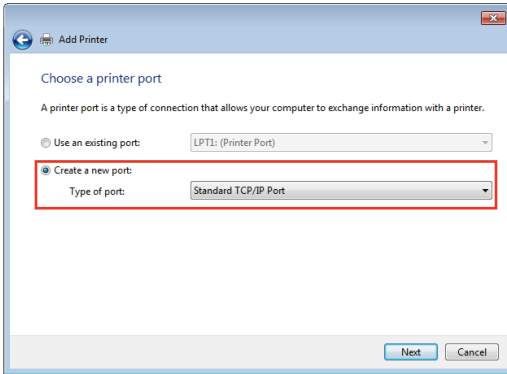 Add Printer
Choose a printer port
A printer port is a type of connection that allows your computer to exchange information with a printer.
Use an existing port: LPT1: (Printer Port)
Create a new port:
Type of port: Standard TCP/IP Port
Next Cancel